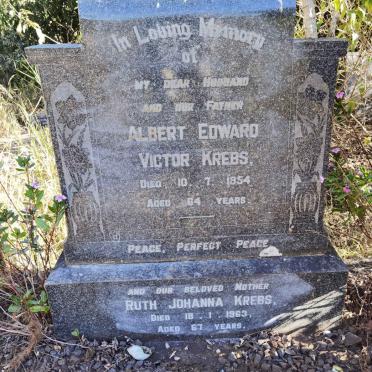 In Loving Memory
of
MY DEAR HUSBAND
AND OUR FATHER
ALBERT EDWARD
VICTOR KREBS,
DIED 10·7·1954
AGED 64 YEARS.
PEACE, PERFECT PEACE
AND OUR BELOVED MOTHER
RUTH JOHANNA KREBS,
DIED 18·1·1963,
AGED 67 YEARS.